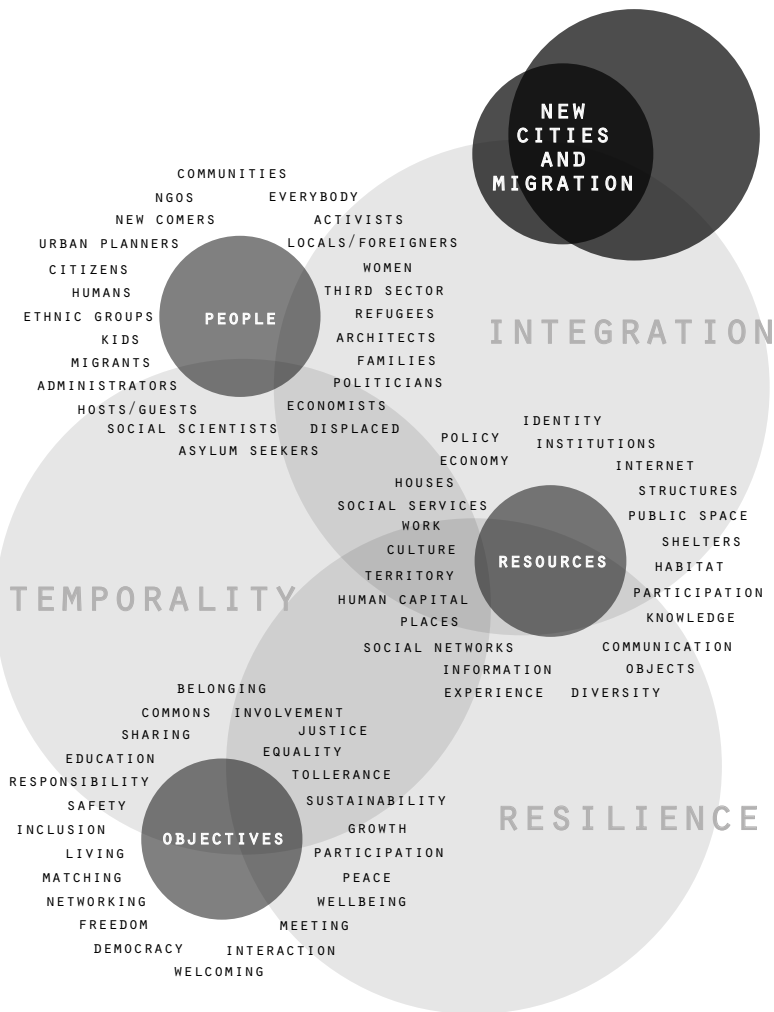 NEW
CITIES
AND
MIGRATION
COMMUNITIES
NGOS
EVERYBODY
NEW COMERS
ACTIVISTS
URBAN PLANNERS
LOCALS/FOREIGNERS
CITIZENS
WOMEN
HUMANS
THIRD SECTOR
ETHNIC GROUPS
PEOPLE
REFUGEES
INTEGRATION
KIDS
ARCHITECTS
MIGRANTS
FAMILIES
ADMINISTRATORS
POLITICIANS
HOSTS/GUESTS
ECONOMISTS
SOCIAL SCIENTISTS
DISPLACED
ASYLUM SEEKERS
IDENTITY
POLICY
INSTITUTIONS
ECONOMY
INTERNET
HOUSES
STRUCTURES
SOCIAL SERVICES
PUBLIC SPACE
WORK
SHELTERS
CULTURE
RESOURCES
HABITAT
TERRITORY
PARTICIPATION
TEMPORALITY
HUMAN CAPITAL
KNOWLEDGE
PLACES
SOCIAL NETWORKS
COMMUNICATION
INFORMATION
OBJECTS
EXPERIENCE
DIVERSITY
BELONGING
COMMONS
INVOLVEMENT
SHARING
JUSTICE
EDUCATION
EQUALITY
RESPONSIBILITY
TOLLERANCE
SAFETY
SUSTAINABILITY
RESILIENCE
INCLUSION
OBJECTIVES
GROWTH
LIVING
PARTICIPATION
MATCHING
PEACE
NETWORKING
WELLBEING
FREEDOM
MEETING
DEMOCRACY
INTERACTION
WELCOMING